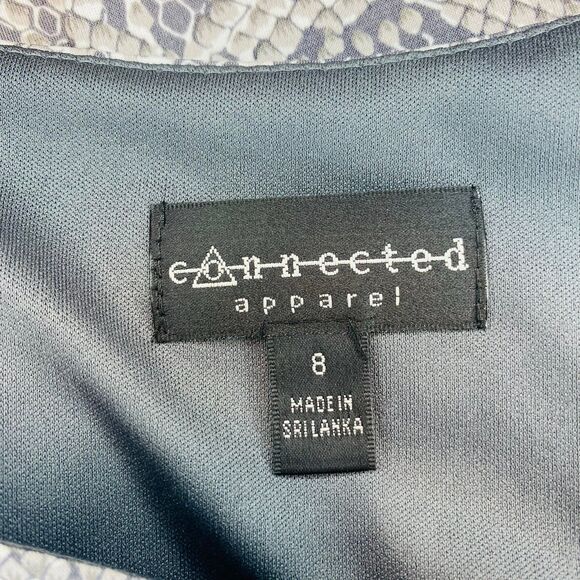 connected
apparel
8
MADE IN
SRI LANKA